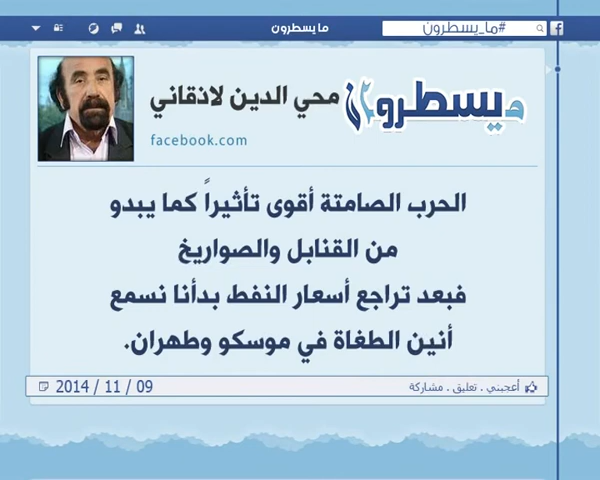 ما يسطرون
#ما_يسطرون
ما يسطرون
محي الدين لاذقاني
facebook.com
الحرب الصامتة أقوى تأثيراً كما يبدو
من القنابل والصواريخ
فبعد تراجع أسعار النفط بدأنا نسمع
أنين الطغاة في موسكو وطهران.
أعجبني . تعليق . مشاركة
2014 / 11 / 09